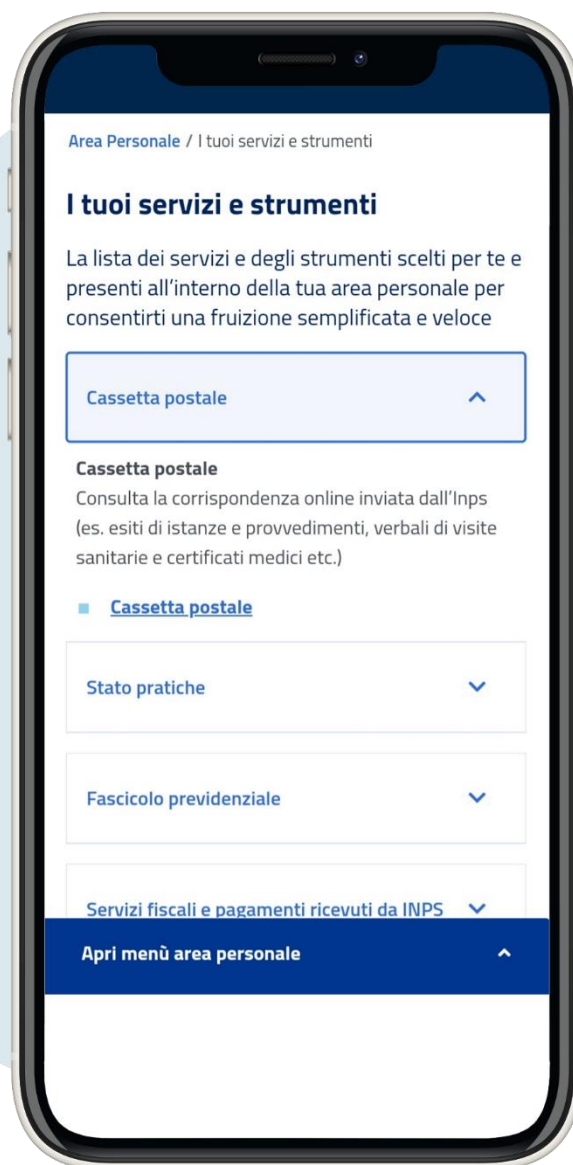 Area Personale / I tuoi servizi e strumenti
I tuoi servizi e strumenti
La lista dei servizi e degli strumenti scelti per te e
presenti all’interno della tua area personale per
consentirti una fruizione semplificata e veloce
Cassetta postale
Cassetta postale
Consulta la corrispondenza online inviata dall’Inps
(es. esiti di istanze e provvedimenti, verbali di visite
sanitarie e certificati medici etc.)
Cassetta postale
Stato pratiche
Fascicolo previdenziale
Servizi fiscali e pagamenti ricevuti da INPS
Apri menù area personale